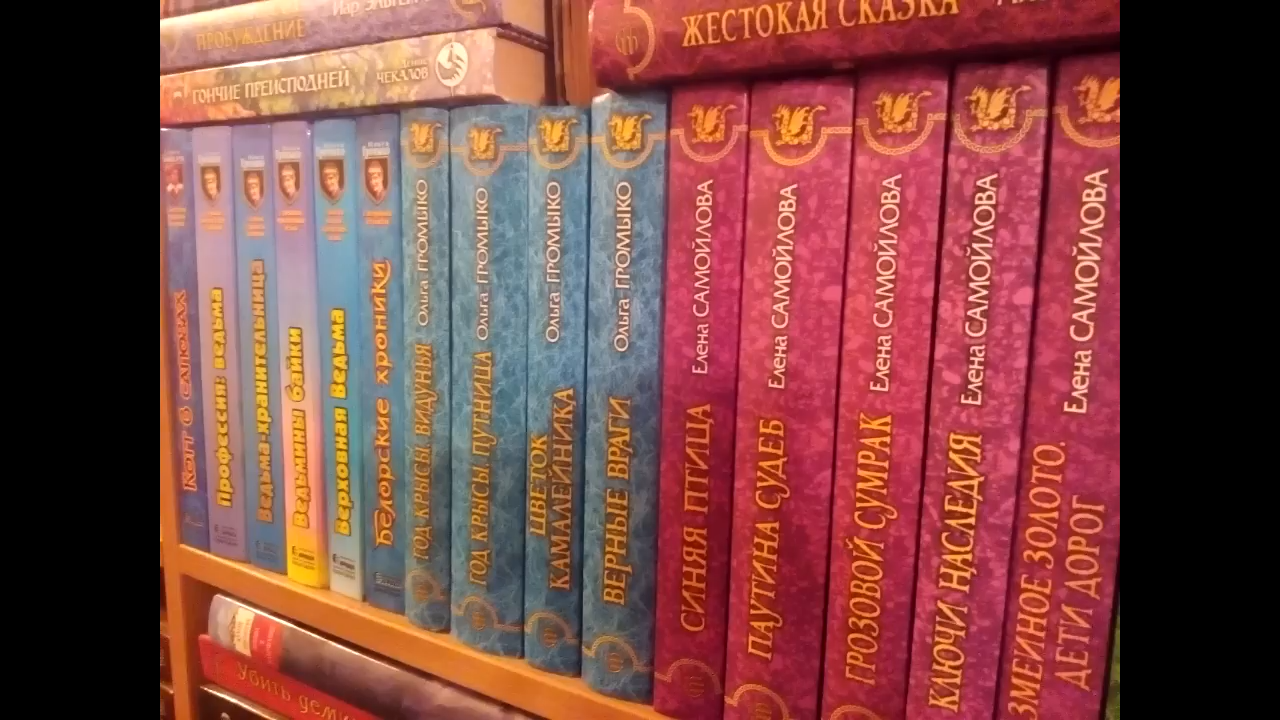 ПРОБУЖДЕНИЕ
ГОНЧИЕ ПРЕИСПОДНЕЙ
ЧЕКАЛОВ
ЖЕСТОКАЯ СКАЗКА
Кот в сапогах
Профессия: ведьма
Ведьма-хранительница
Ведьмины байки
Верховная Ведьма
Белорские хроники
Ольга ГРОМЫКО
ГОД КРЫСЫ. ВИДУНЬЯ
Ольга ГРОМЫКО
ГОД КРЫСЫ. ПУТНИЦА
Ольга ГРОМЫКО
ЦВЕТОК
КАМАЛЕЙНИКА
Ольга ГРОМЫКО
ВЕРНЫЕ ВРАГИ
Елена САМОЙЛОВА
СИНЯЯ ПТИЦА
Елена САМОЙЛОВА
ПАУТИНА СУДЕБ
Елена САМОЙЛОВА
ГРОЗОВОЙ СУМРАК
Елена САМОЙЛОВА
КЛЮЧИ НАСЛЕДИЯ
Елена САМОЙЛОВА
ЗМЕИНОЕ ЗОЛОТО.
ДЕТИ ДОРОГ
Убить